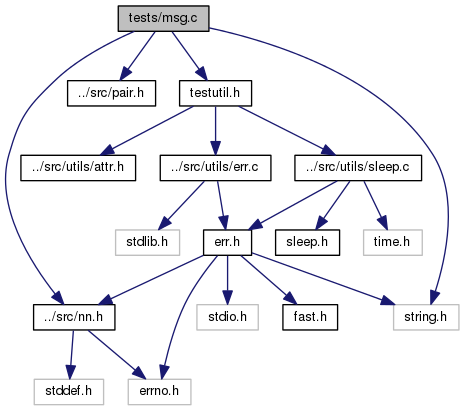 tests/msg.c
../src/pair.h
testutil.h
../src/utils/attr.h
../src/utils/err.c
../src/utils/sleep.c
stdlib.h
err.h
sleep.h
time.h
../src/nn.h
stdio.h
fast.h
string.h
stddef.h
errno.h